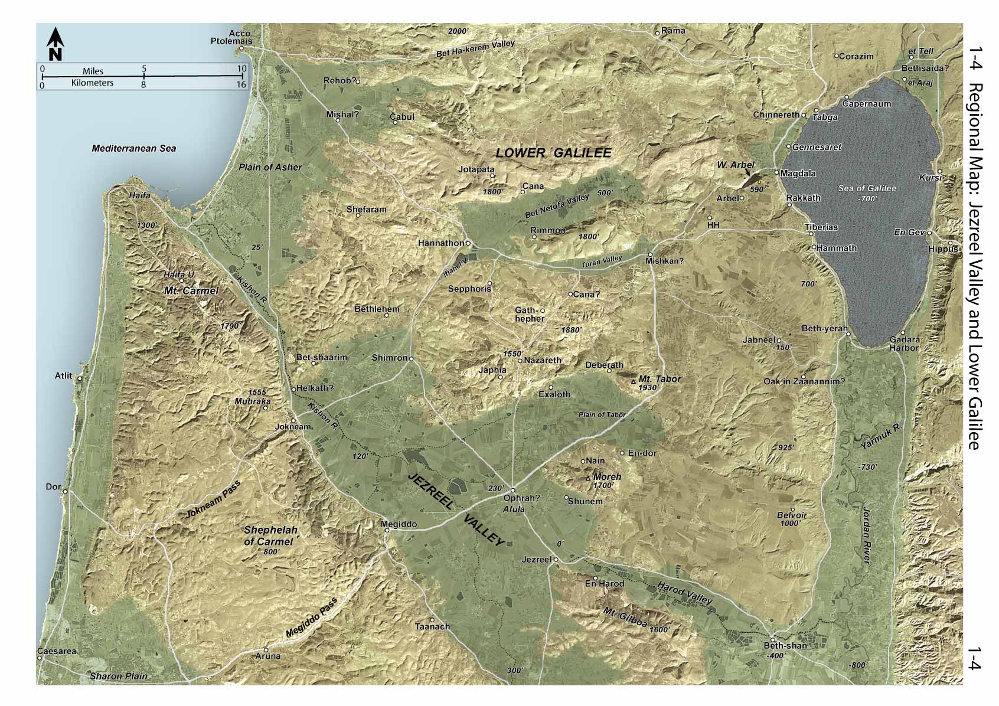 Acco,
Ptolemais
2000'
Bet Ha-kerem Valley
Rama
et Tell
Corazim
Bethsaida?
el Araj
N
0 5 10
Miles
Kilometers
0 8 16
Rehob?
Mishal?
Cabul
Capernaum
Chinnereth
Tabga
Mediterranean Sea
Plain of Asher
LOWER GALILEE
Gennesaret
W. Arbel
Jotapata
Magdala
Kursi
1800'
Cana
590'
Sea of Galilee
-700'
Haifa
Bet Netofa Valley
500'
Arbel
Rakkath
Shefaram
1300'
HH
Tiberias
Rimmon
1800'
En Gev
25'
Hannathon
Hammath
Hippus
Iftahel V.
Turan Valley
Mishkan?
Haifa U.
Mt. Carmel
Kishon R.
Sepphoris
Cana?
700'
Bethlehem
Gath-
hepher
1790'
1880'
Beth-yerah
Jabneel
-150'
Gadara
Harbor
Bet-shaarim
Shimron
1550'
Nazareth
Deberath
Japhia
Atlit
Mt. Tabor
1930'
Oak in Zaanannim?
Helkath?
Exaloth
1555'
Muhraka
Kishon R.
Plain of Tabor
Jokneam
Yarmuk R.
120'
Nain
En-dor
925'
-730'
Moreh
1700'
Dor
Jokneam Pass
JEZREEL
VALLEY
230'
Ophrah?
Afula
Shunem
Belvoir
1000'
Jordan River
Megiddo
Shephelah
of Carmel
800'
0'
Jezreel
En Harod
Harod Valley
Mt. Gilboa
1600'
Megiddo Pass
Taanach
Aruna
Beth-shan
-400'
Caesarea
Sharon Plain
300'
-800'
1-4 Regional Map: Jezreel Valley and Lower Galilee
1-4